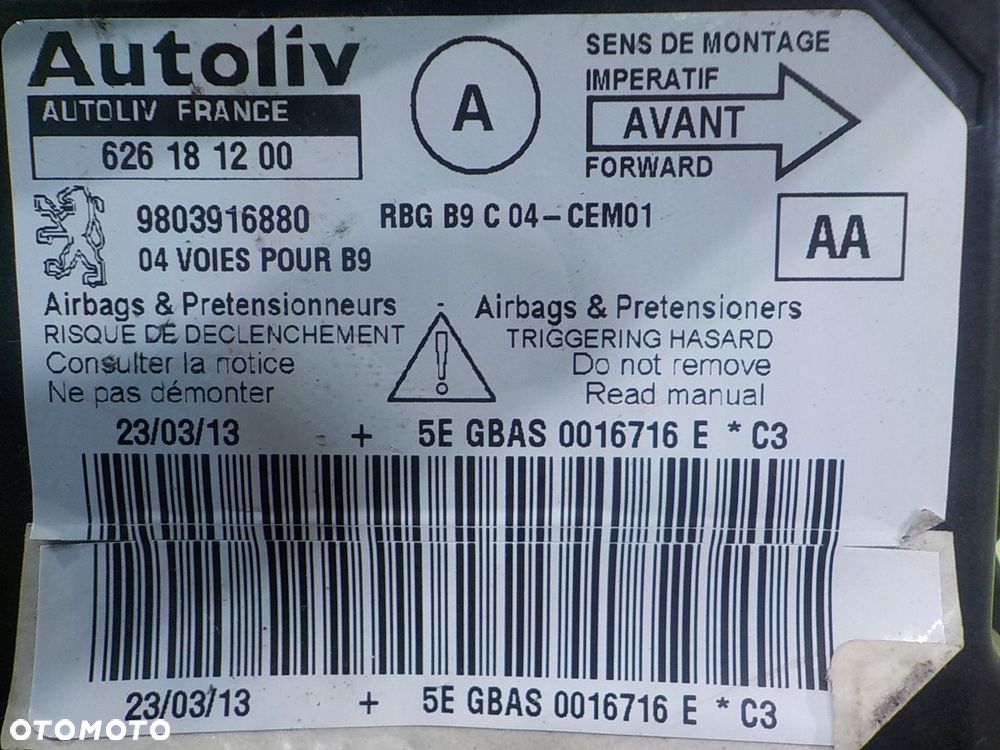 Autoliv
AUTOLIV FRANCE
626 18 12 00
A
SENS DE MONTAGE
IMPERATIF
AVANT
FORWARD
9803916880
RBG B9 C 04-CEM01
04 VOIES POUR B9
AA
Airbags & Pretensionneurs
RISQUE DE DECLENCHEMENT
Consulter la notice
Ne pas démonter
!
Airbags & Pretensioners
TRIGGERING HASARD
Do not remove
Read manual
23/03/13 + 5E GBAS 0016716 E * C3
23/03/13 + 5E GBAS 0016716 E * C3
OTOMOTO